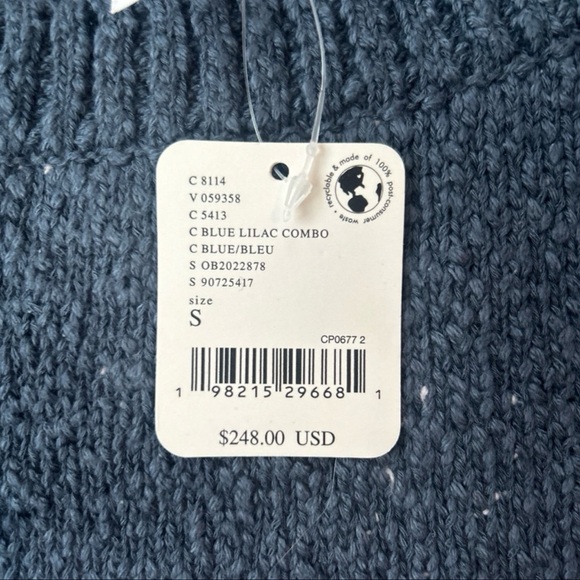 C 8114
V 059358
C 5413
C BLUE LILAC COMBO
C BLUE/BLEU
S OB2022878
S 90725417
size
S
recyclable & made of 100% post-consumer waste •
CP0677 2
1 98215 29668 1
$248.00 USD